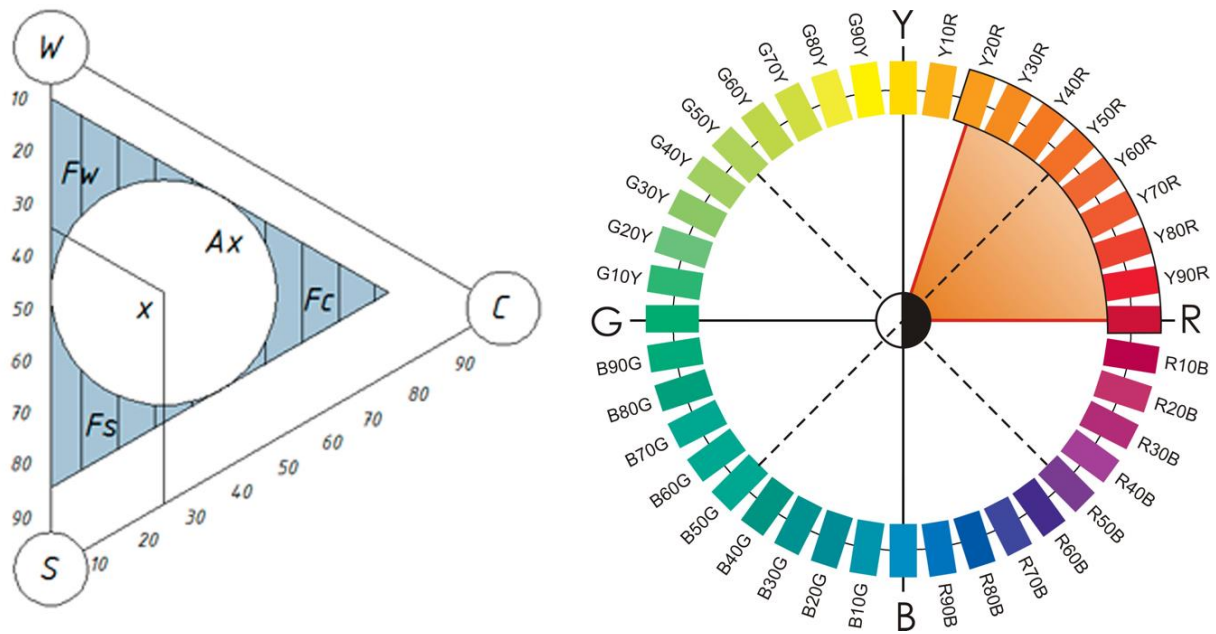 W
10
20
30
40
50
60
70
80
90
S
10
20
30
40
50
60
70
80
90
C
Fw
Ax
x
Fc
Fs
Y
Y10R
Y20R
Y30R
Y40R
Y50R
Y60R
Y70R
Y80R
Y90R
R
R10B
R20B
R30B
R40B
R50B
R60B
R70B
R80B
R90B
B
B10G
B20G
B30G
B40G
B50G
B60G
B70G
B80G
B90G
G
G10Y
G20Y
G30Y
G40Y
G50Y
G60Y
G70Y
G80Y
G90Y